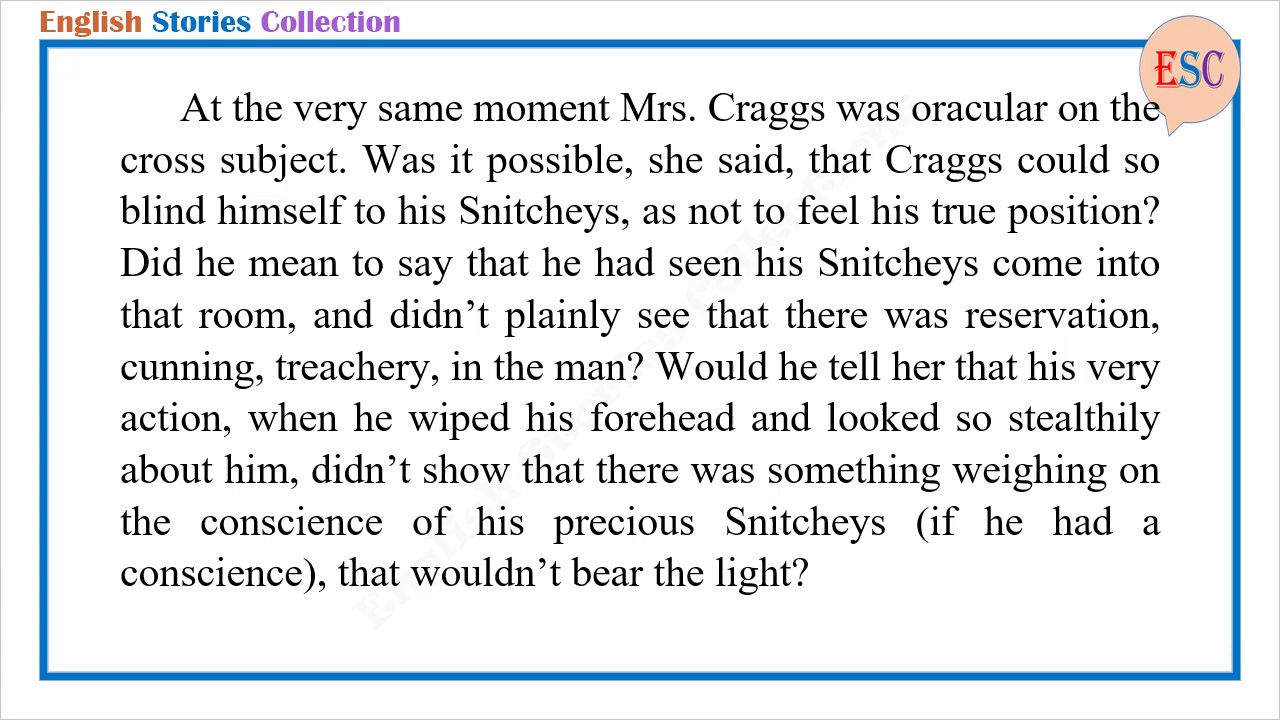 English Stories Collection
ESC
At the very same moment Mrs. Craggs was oracular on the
cross subject. Was it possible, she said, that Craggs could so
blind himself to his Snitcheys, as not to feel his true position?
Did he mean to say that he had seen his Snitcheys come into
that room, and didn’t plainly see that there was reservation,
cunning, treachery, in the man? Would he tell her that his very
action, when he wiped his forehead and looked so stealthily
about him, didn’t show that there was something weighing on
the conscience of his precious Snitcheys (if he had a
conscience), that wouldn’t bear the light?
English Stories Collection